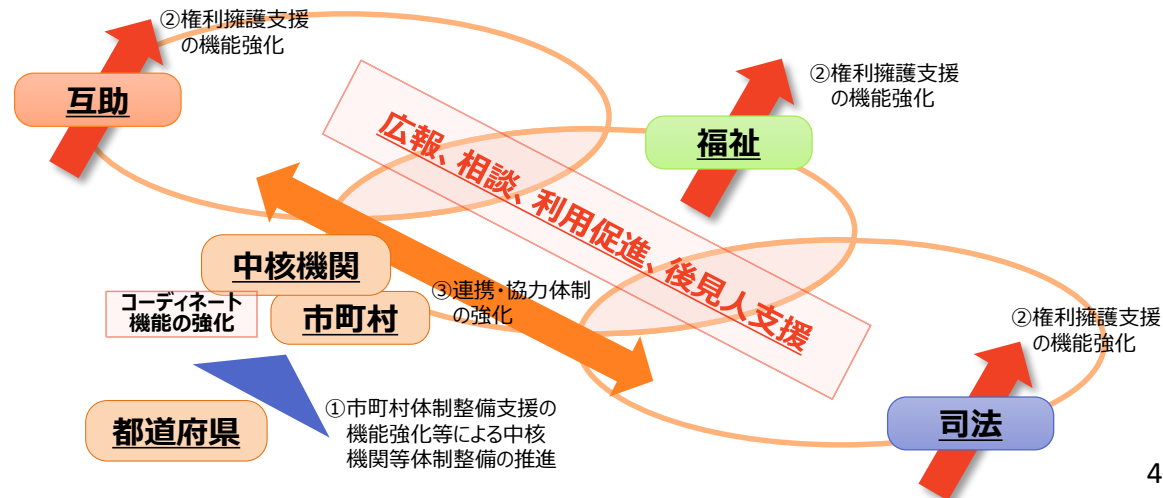 ②権利擁護支援
の機能強化
互助
②権利擁護支援
の機能強化
福祉
広報、相談、利用促進、後見人支援
中核機関
コーディネート
機能の強化
市町村
③連携・協力体制
の強化
②権利擁護支援
の機能強化
都道府県
①市町村体制整備支援の
機能強化等による中核
機関等体制整備の推進
司法
4